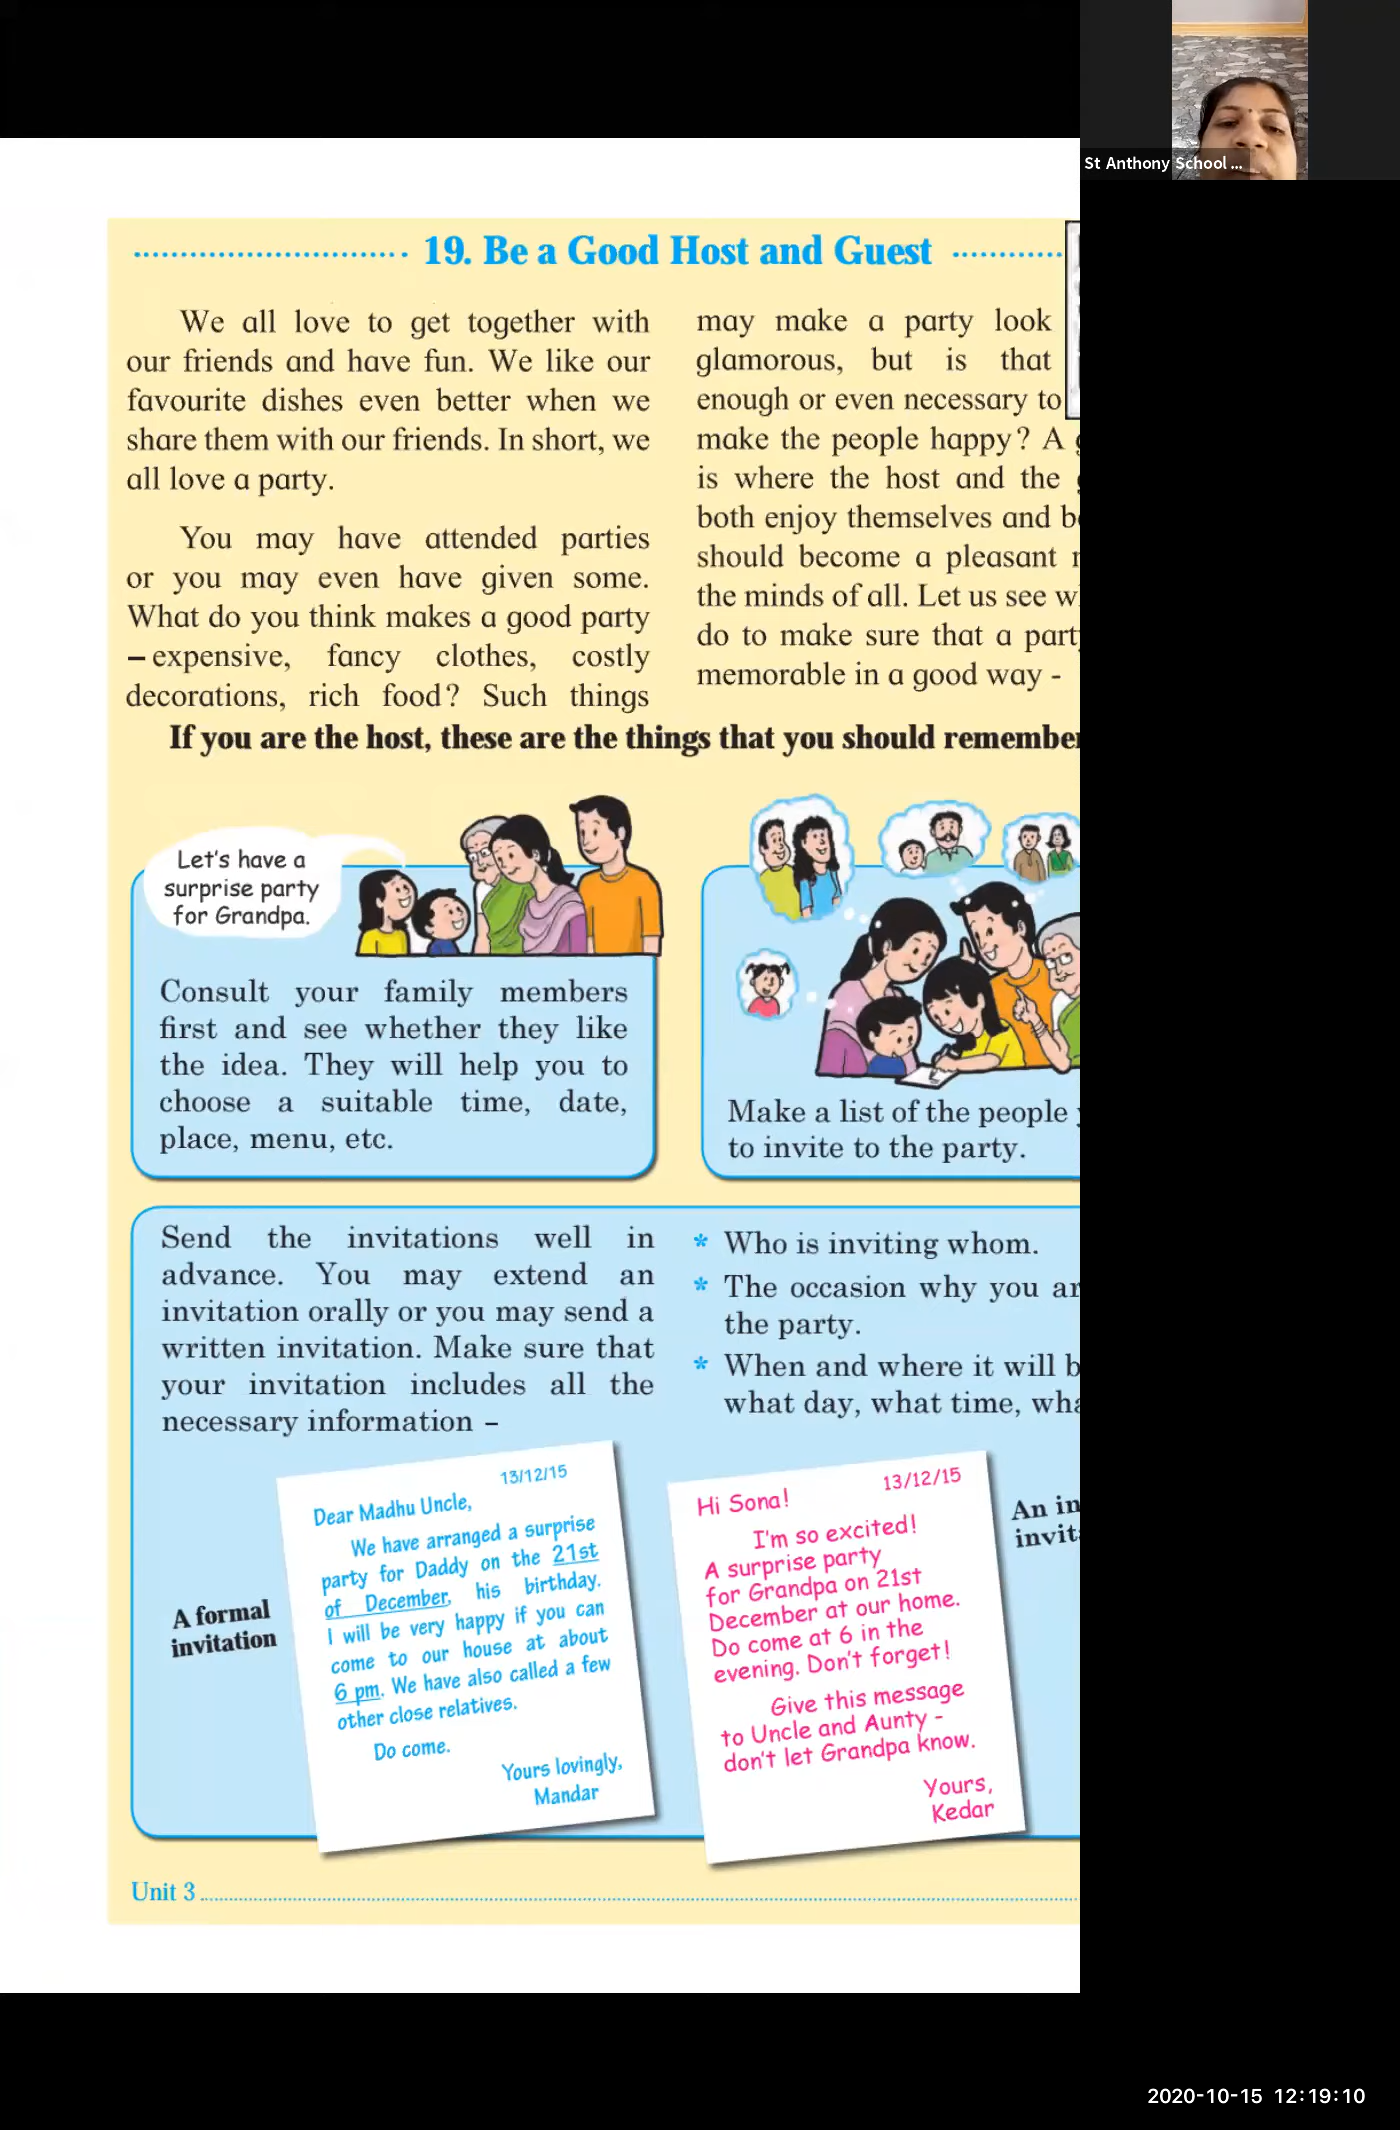 St Anthony School ...
19. Be a Good Host and Guest
We all love to get together with
our friends and have fun. We like our
favourite dishes even better when we
share them with our friends. In short, we
all love a party.
You may have attended parties
or you may even have given some.
What do you think makes a good party
– expensive, fancy clothes, costly
decorations, rich food? Such things
may make a party look
glamorous, but is that
enough or even necessary to
make the people happy? A
is where the host and the
both enjoy themselves and
should become a pleasant
the minds of all. Let us see
do to make sure that a
memorable in a good way -
If you are the host, these are the things that you should
Let's have a
surprise party
for Grandpa.
Consult your family members
first and see whether they like
the idea. They will help you to
choose a suitable time, date,
place, menu, etc.
Make a list of the people
to invite to the party.
Send the invitations well in
advance. You may extend an
invitation orally or you may send a
written invitation. Make sure that
your invitation includes all the
necessary information –
* Who is inviting whom.
* The occasion why you
the party.
* When and where it will
what day, what time,
A formal
invitation
13/12/15
Dear Madhu Uncle,
We have arranged a surprise
party for Daddy on the 21st
of December, his birthday.
I will be very happy if you can
come to our house at about
6 pm. We have also called a few
other close relatives.
Do come.
Yours lovingly,
Mandar
13/12/15
Hi Sona!
I'm so excited!
A surprise party
for Grandpa on 21st
December at our home.
Do come at 6 in the
evening. Don't forget!
Give this message
to Uncle and Aunty -
don't let Grandpa know.
Yours,
Kedar
An
Unit 3
2020-10-15 12:19:10